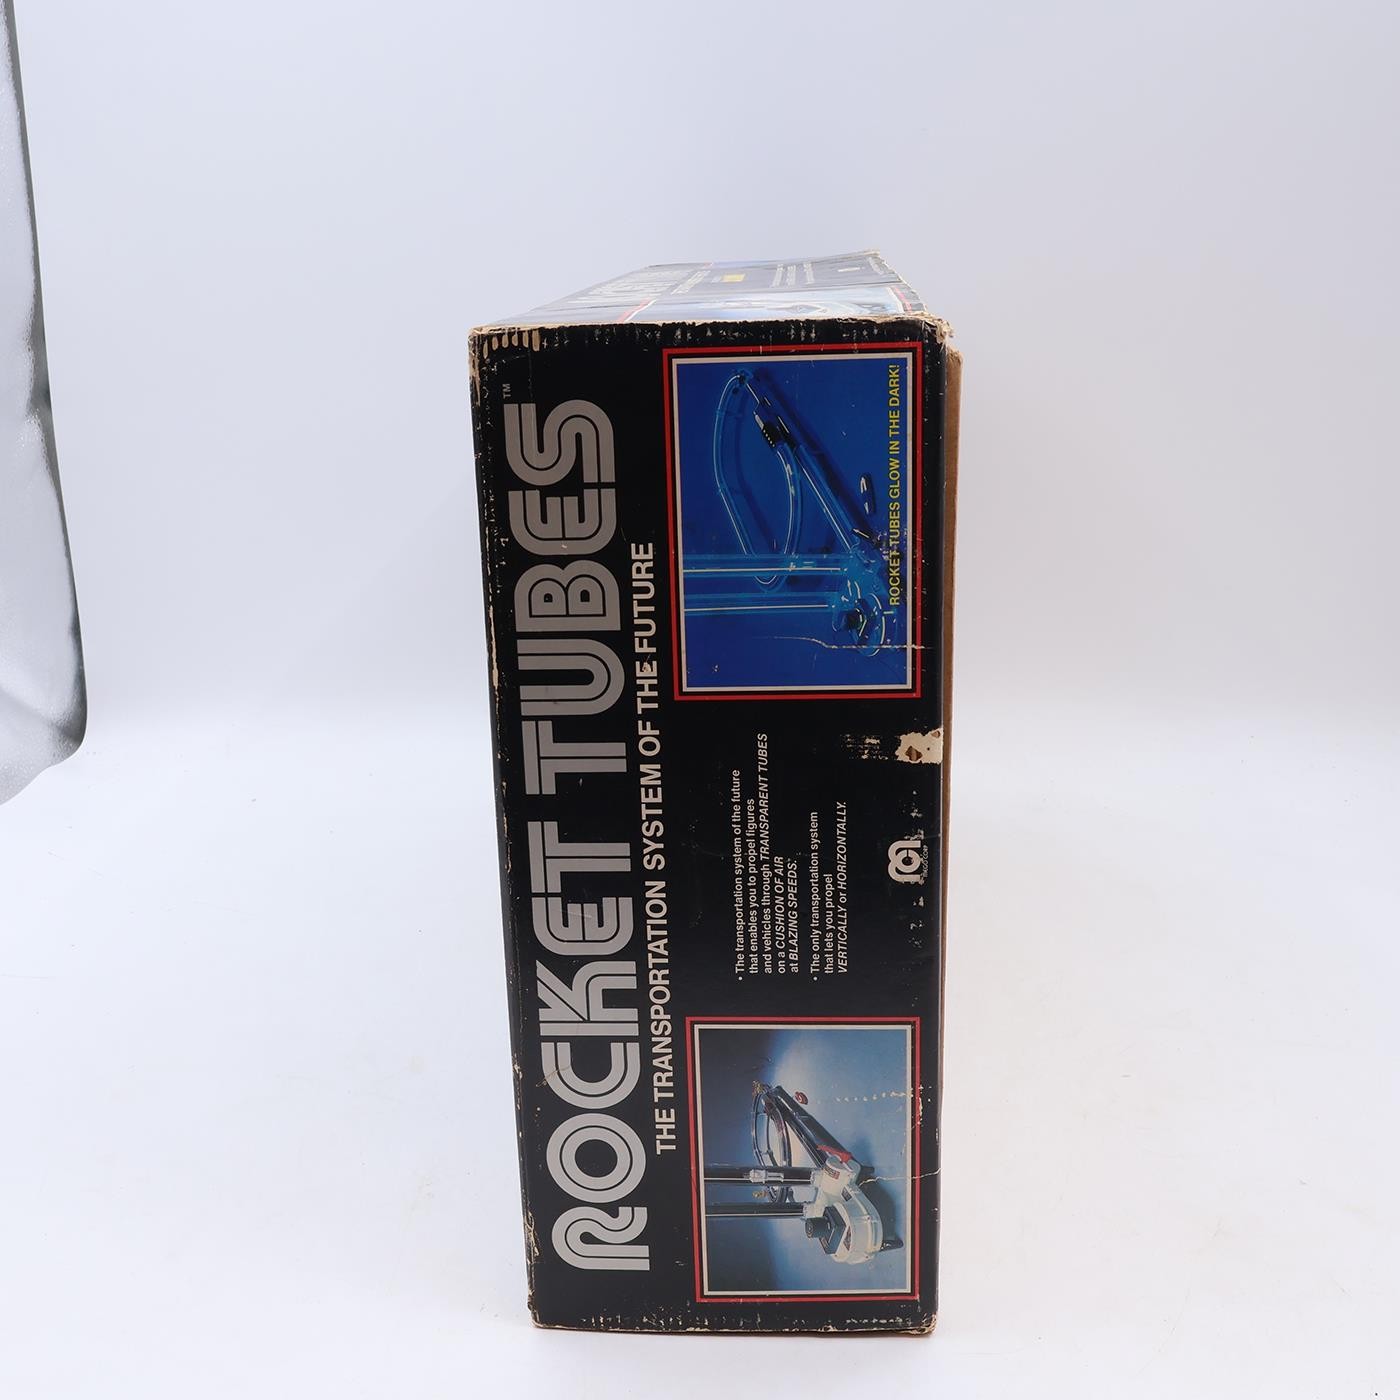 ROCKET TUBES™
THE TRANSPORTATION SYSTEM OF THE FUTURE
• The transportation system of the future
that enables you to propel figures
and vehicles through TRANSPARENT TUBES
on a CUSHION OF AIR
at BLAZING SPEEDS.
• The only transportation system
that lets you propel
VERTICALLY or HORIZONTALLY.
MEGO CORP
ROCKET TUBES GLOW IN THE DARK!